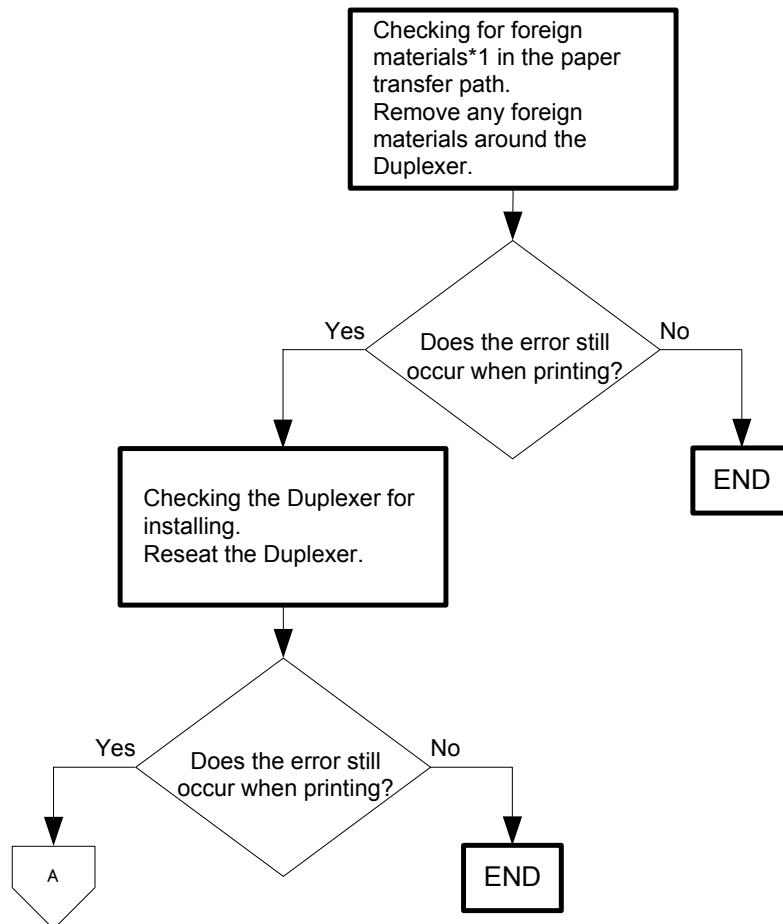 Checking for foreign
materials*1 in the paper
transfer path.
Remove any foreign
materials around the
Duplexer.
Yes
No
Does the error still
occur when printing?
END
Checking the Duplexer for
installing.
Reseat the Duplexer.
Yes
No
Does the error still
occur when printing?
A
END